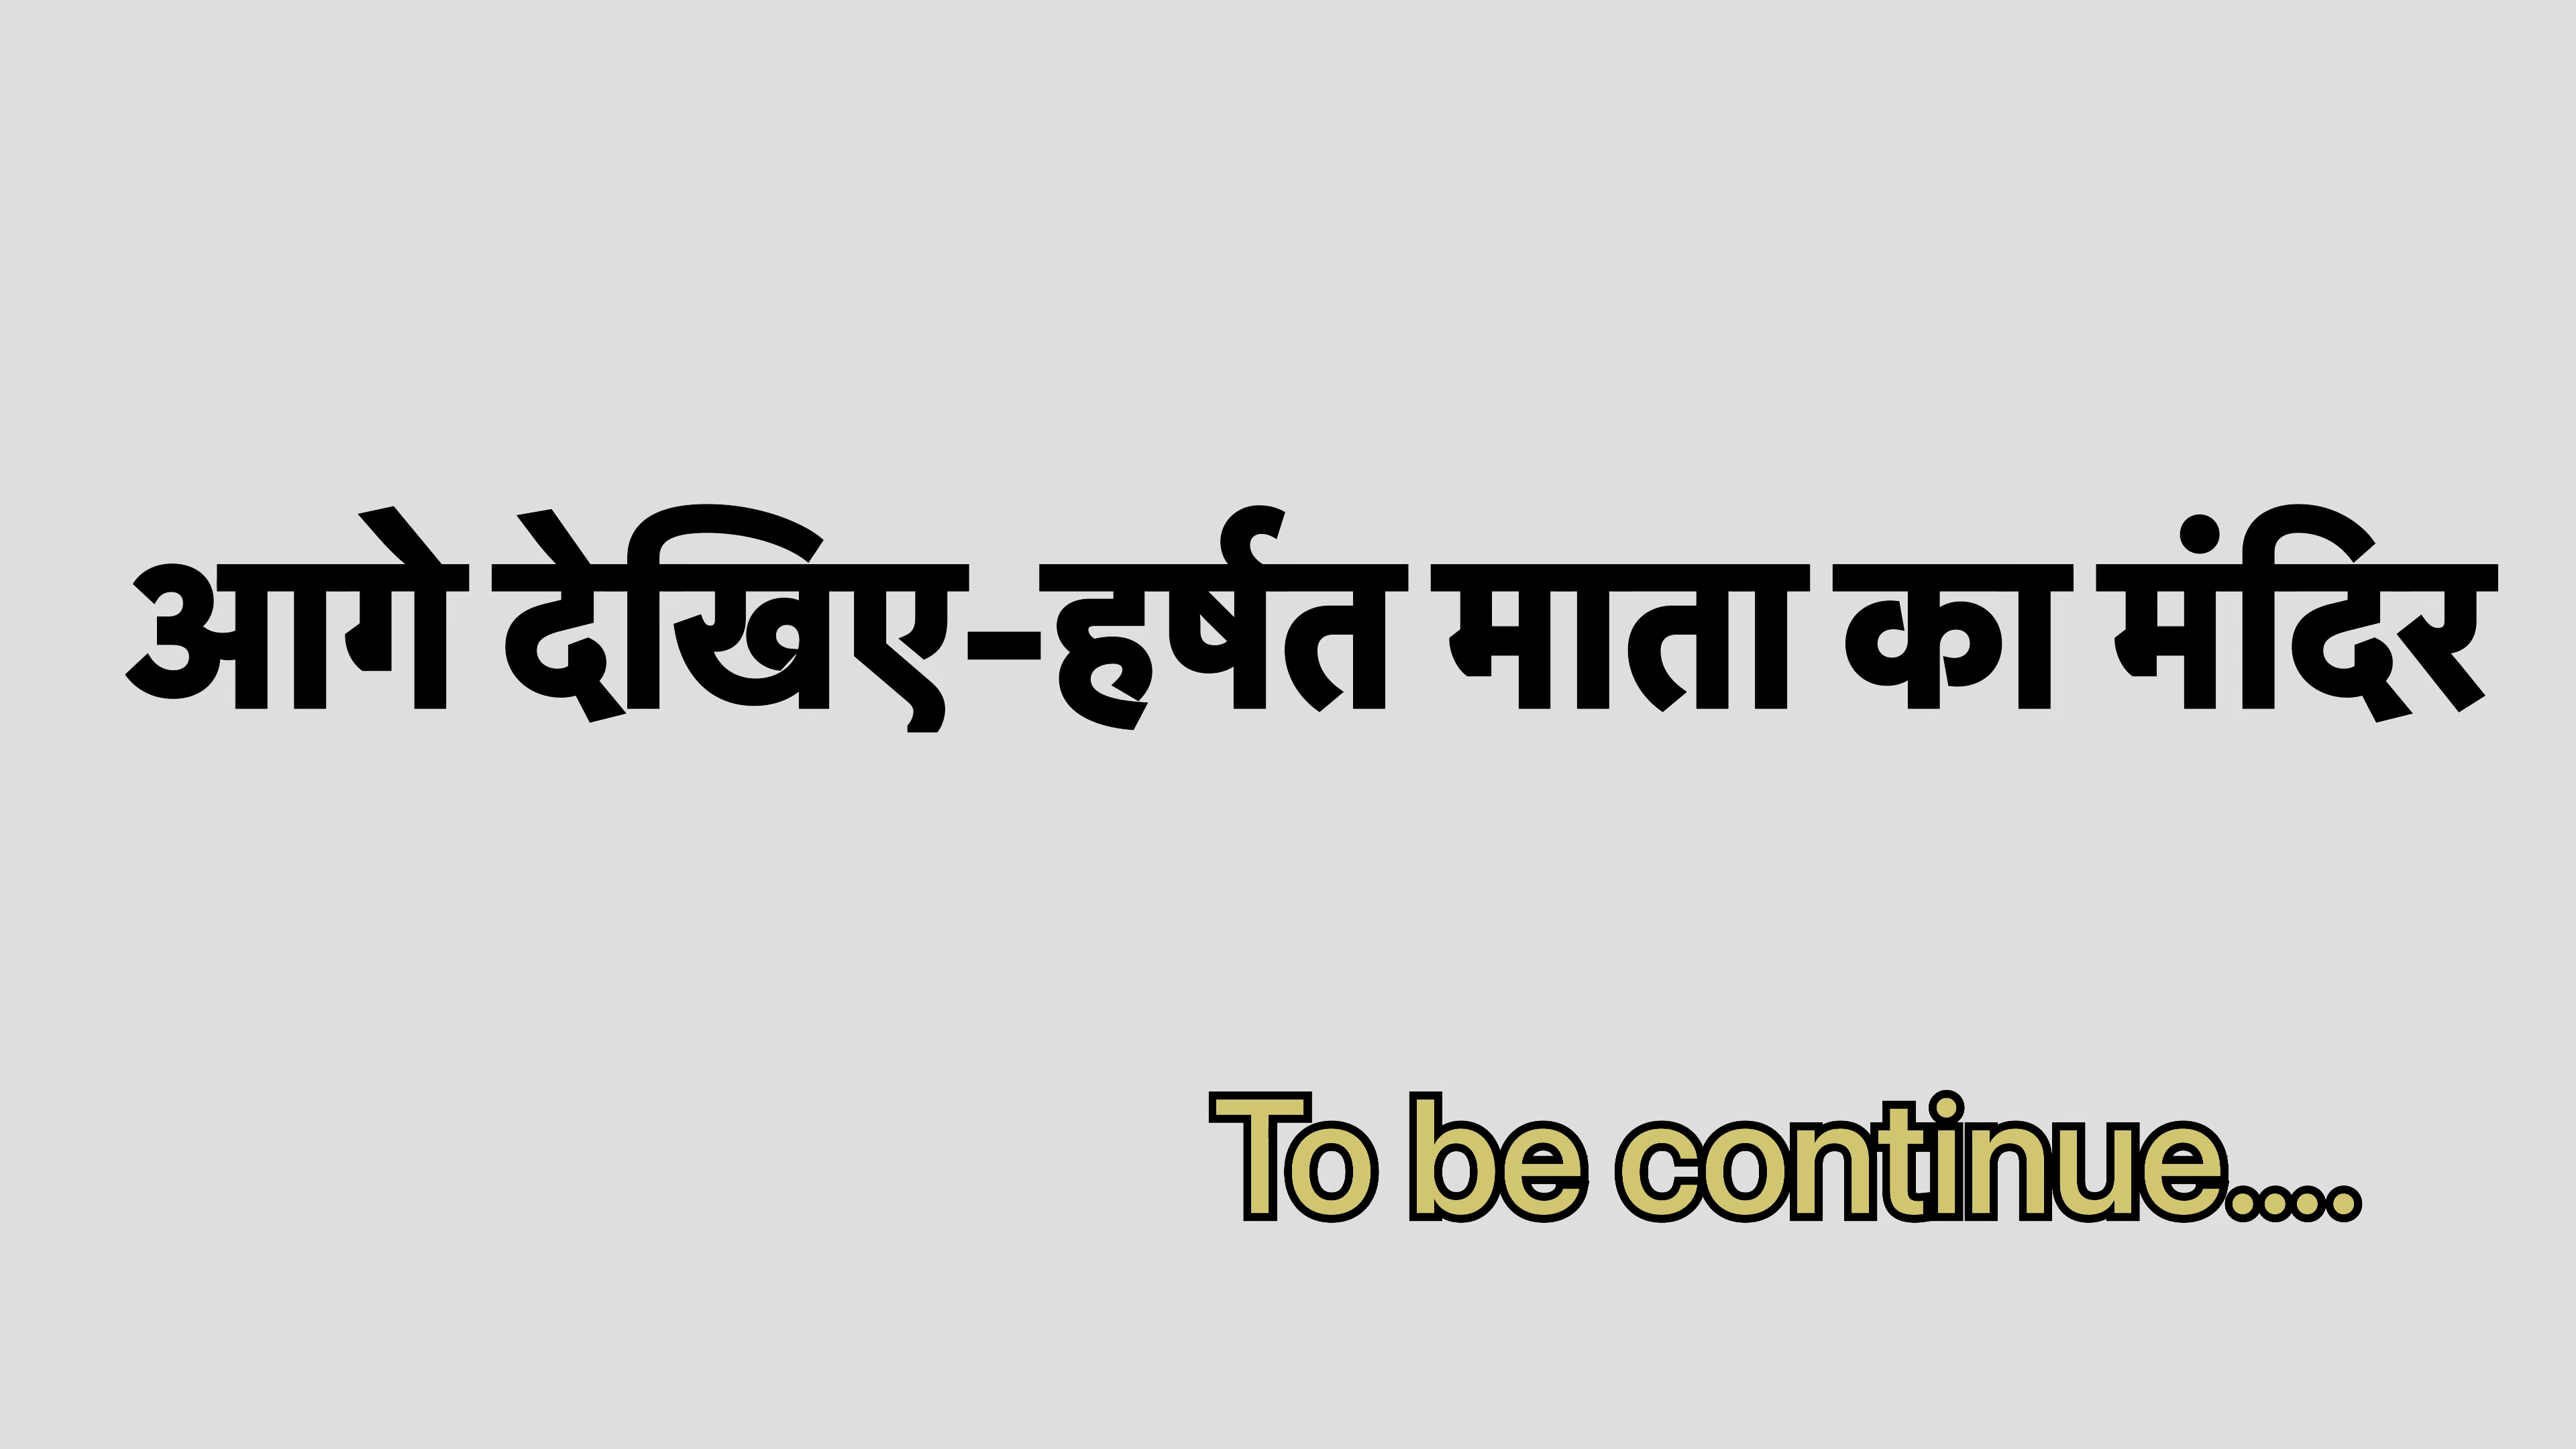 आगे देखिए-हर्षत माता का मंदिर
To be continue....